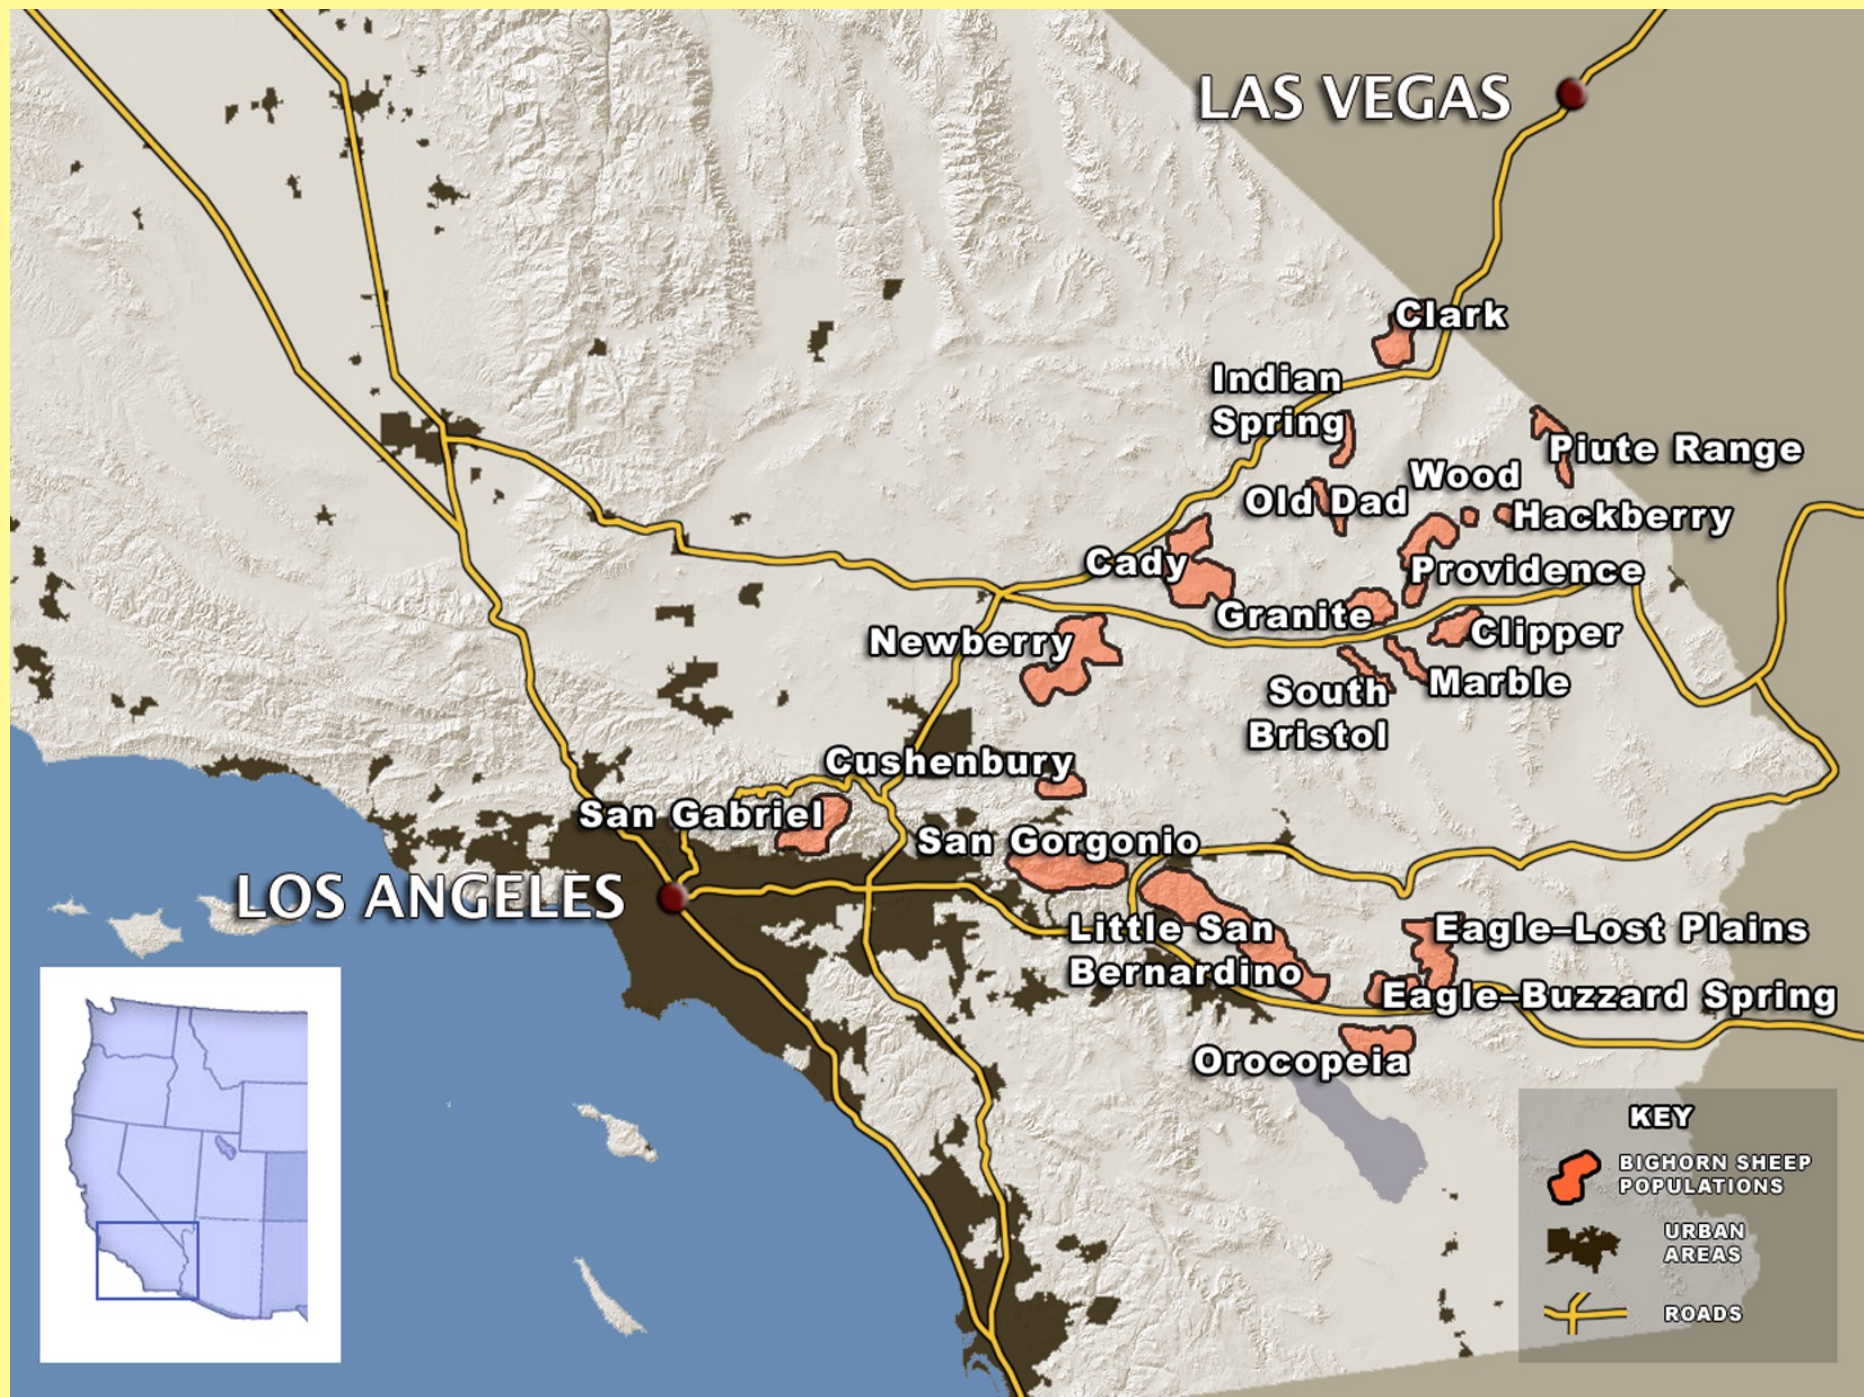 LAS VEGAS
Clark
Indian
Spring
Piute Range
Wood
Old Dad
Hackberry
Cady
Providence
Granite
Clipper
Newberry
Marble
South
Bristol
Cushenbury
San Gabriel
San Gorgonio
LOS ANGELES
Little San
Bernardino
Eagle–Lost Plains
Eagle–Buzzard Spring
Orocopeia
KEY
BIGHORN SHEEP
POPULATIONS
URBAN
AREAS
ROADS